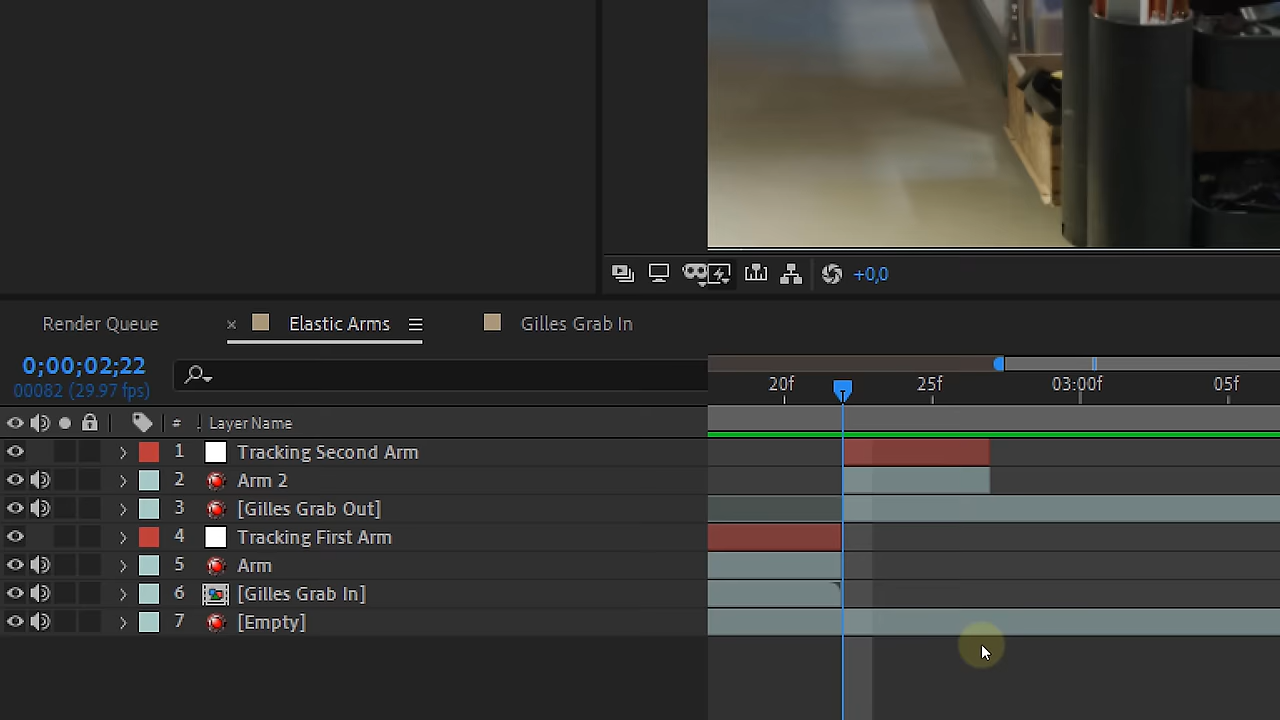 +0,0
Render Queue
× Elastic Arms
Gilles Grab In
0;00;02;22
00082 (29.97 fps)
20f 25f 03:00f 05f
# Layer Name
1 Tracking Second Arm
2 Arm 2
3 [Gilles Grab Out]
4 Tracking First Arm
5 Arm
6 [Gilles Grab In]
7 [Empty]